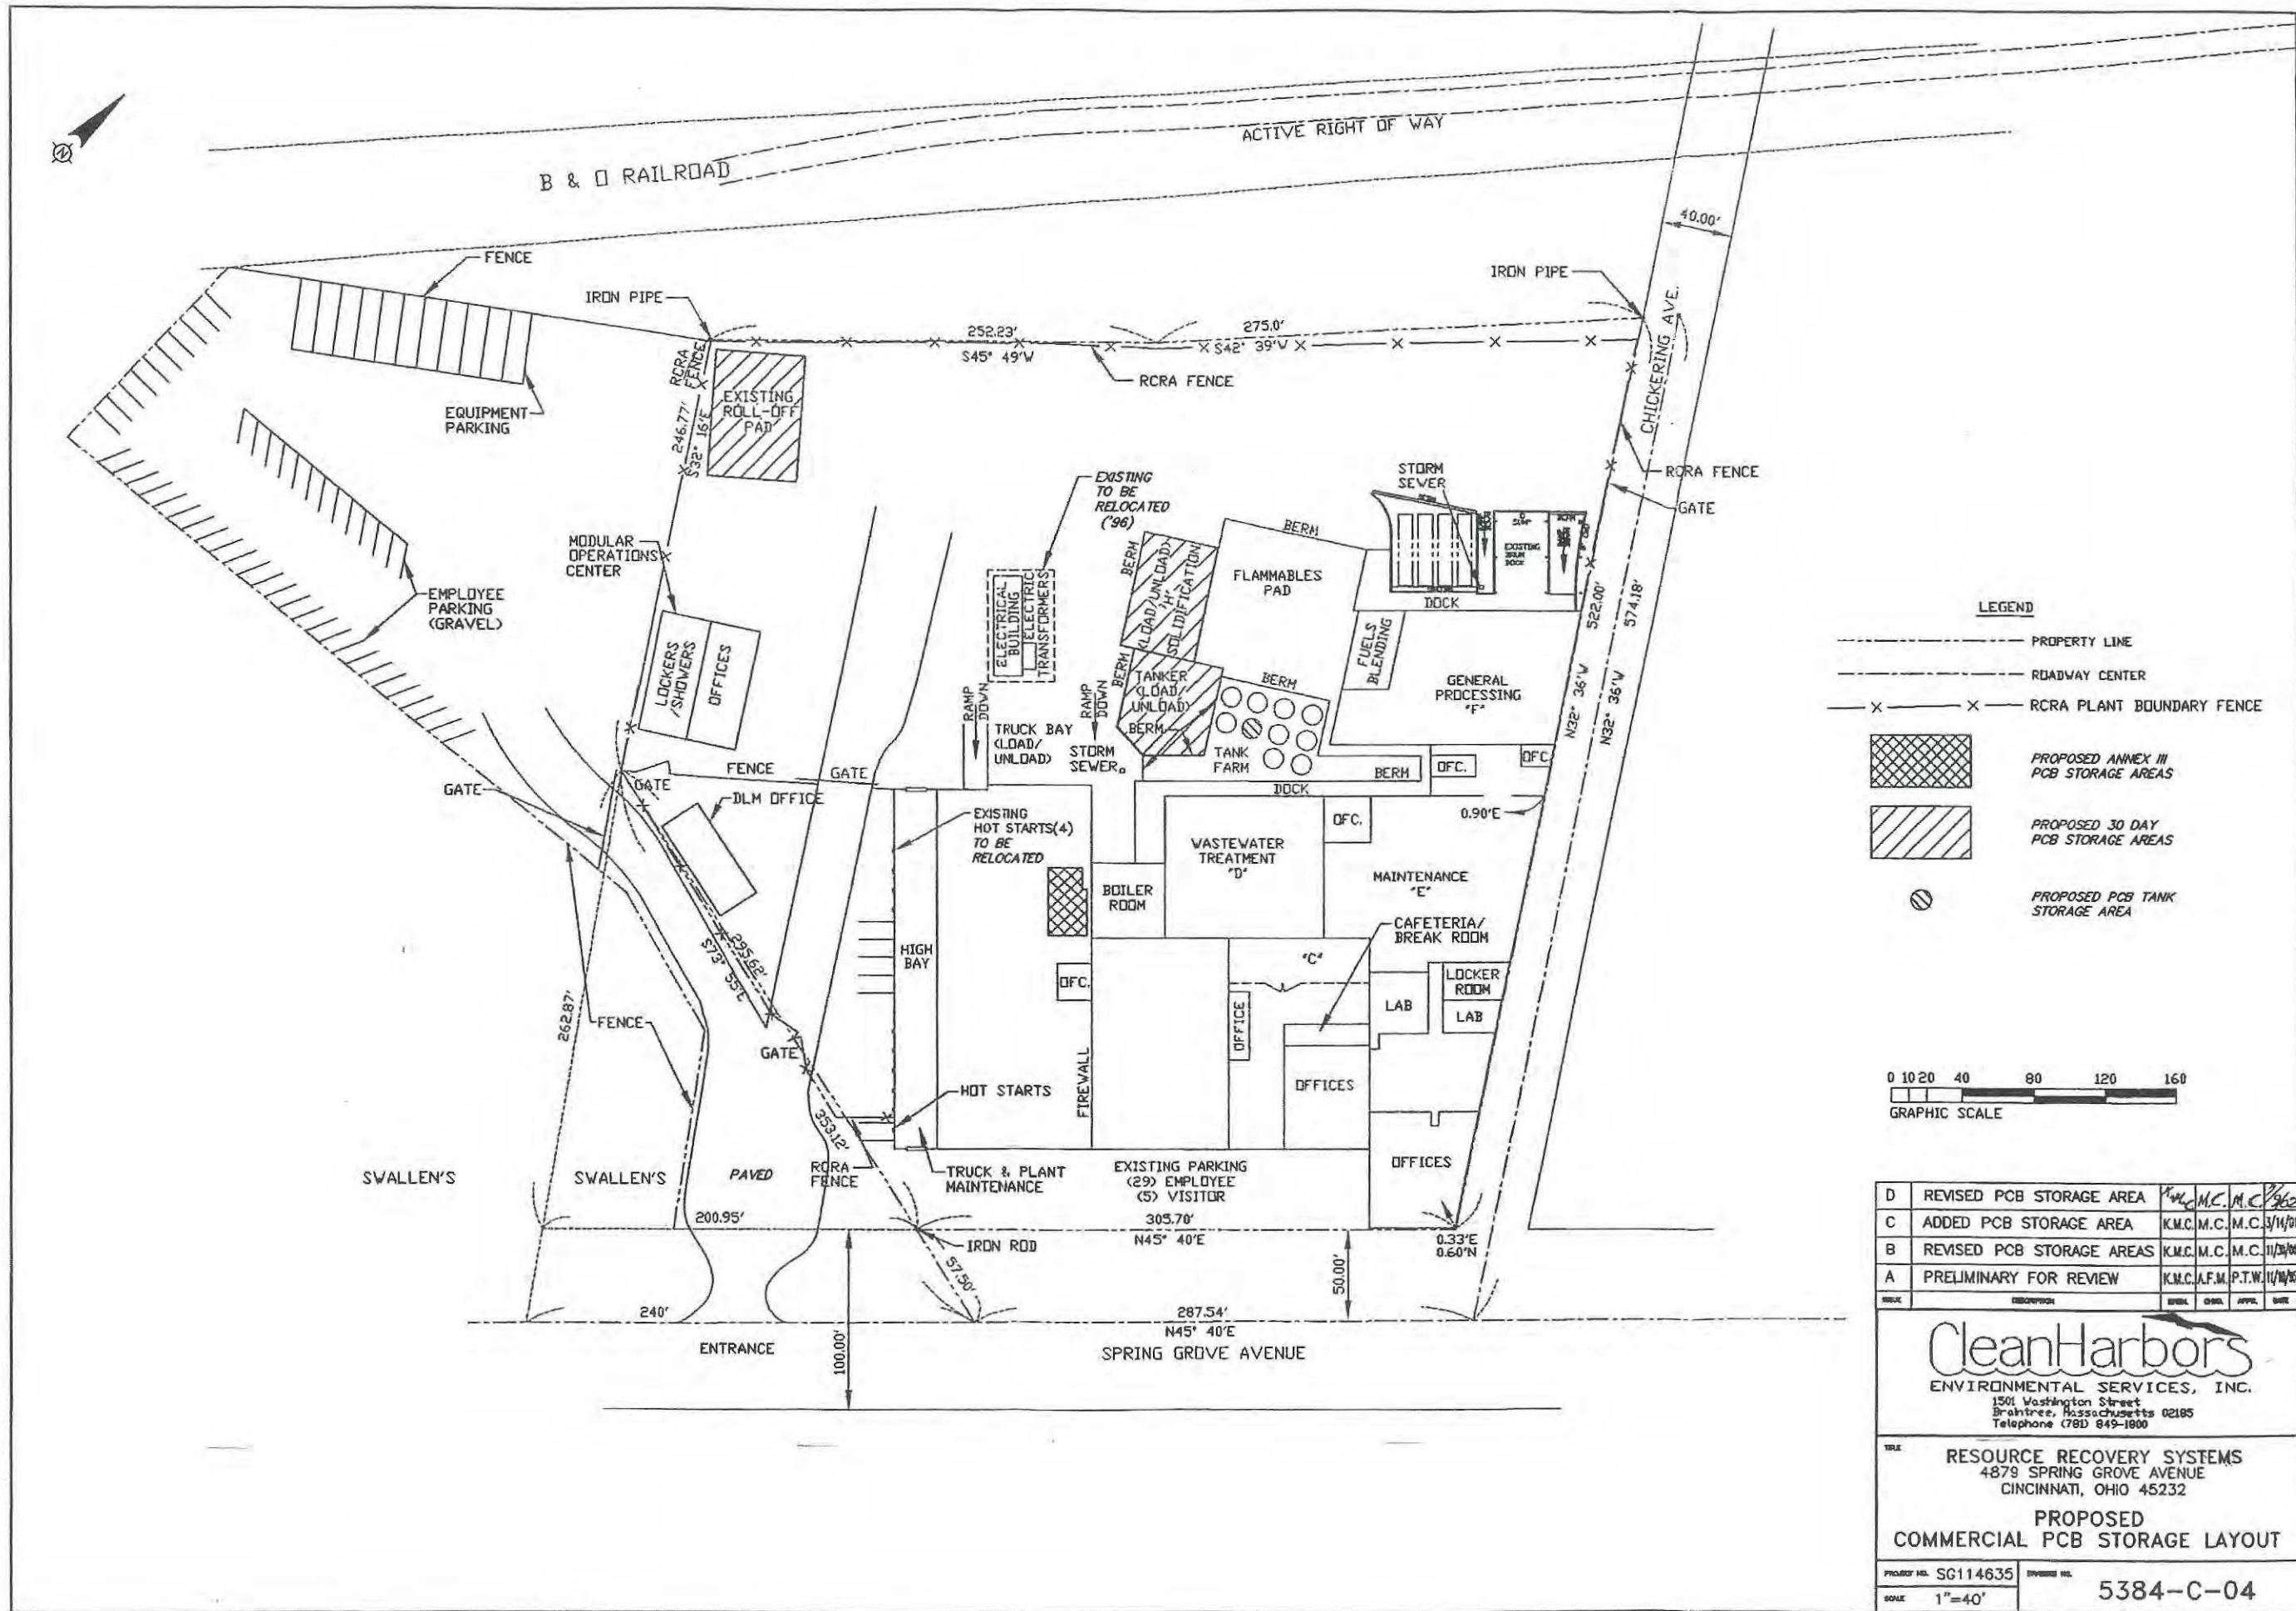 ACTIVE RIGHT OF WAY
B & O RAILROAD
40.00'
FENCE
IRON PIPE
IRON PIPE
CHICKERING AVE.
252.23'
S45° 49'W
275.0'
S42° 39'W
RCRA FENCE
RCRA
FENCE
246.77'
S32° 16'E
EXISTING
ROLL-OFF
PAD
EQUIPMENT
PARKING
RCRA FENCE
GATE
STORM
SEWER
EXISTING
TO BE
RELOCATED
('96)
MODULAR
OPERATIONS
CENTER
EMPLOYEE
PARKING
(GRAVEL)
LOCKERS
/SHOWERS
OFFICES
ELECTRICAL
BUILDING
ELECTRIC
TRANSFORMERS
BERM
BERM
(LOAD/UNLOAD)
"H"
SOLIDIFICATION
FLAMMABLES
PAD
SUMP
EXISTING
DRUM
DOCK
DOCK
522.00'
574.18'
N32° 36'W
N32° 36'W
FUELS
BLENDING
GENERAL
PROCESSING
"F"
BERM
TANKER
(LOAD/
UNLOAD)
BERM
BERM
TANK
FARM
BERM
RAMP
DOWN
RAMP
DOWN
TRUCK BAY
(LOAD/
UNLOAD)
STORM
SEWER
OFC.
OFC.
FENCE
GATE
GATE
GATE
DLM OFFICE
DOCK
EXISTING
HOT STARTS(4)
TO BE
RELOCATED
0.90'E
OFC.
WASTEWATER
TREATMENT
"D"
MAINTENANCE
"E"
BOILER
ROOM
CAFETERIA/
BREAK ROOM
HIGH
BAY
"C"
OFC.
LOCKER
ROOM
LAB
LAB
295.62'
S73° 55'E
262.87'
FENCE
OFFICE
GATE
FIREWALL
OFFICES
HOT STARTS
353.12'
SWALLEN'S
SWALLEN'S
PAVED
RCRA
FENCE
TRUCK & PLANT
MAINTENANCE
EXISTING PARKING
(29) EMPLOYEE
(5) VISITOR
OFFICES
200.95'
305.70'
N45° 40'E
IRON ROD
0.33'E
0.60'N
57.50'
50.00'
240'
287.54'
N45° 40'E
ENTRANCE
100.00'
SPRING GROVE AVENUE
LEGEND
PROPERTY LINE
ROADWAY CENTER
RCRA PLANT BOUNDARY FENCE
PROPOSED ANNEX III
PCB STORAGE AREAS
PROPOSED 30 DAY
PCB STORAGE AREAS
PROPOSED PCB TANK
STORAGE AREA
0 10 20 40 80 120 160
GRAPHIC SCALE
D REVISED PCB STORAGE AREA M.C. M.C.
C ADDED PCB STORAGE AREA K.M.C. M.C. M.C.
B REVISED PCB STORAGE AREAS K.M.C. M.C. M.C.
A PRELIMINARY FOR REVIEW K.M.C. A.F.M. P.T.W.
CleanHarbors
ENVIRONMENTAL SERVICES, INC.
1501 Washington Street
Braintree, Massachusetts 02185
Telephone (781) 849-1800
TITLE
RESOURCE RECOVERY SYSTEMS
4879 SPRING GROVE AVENUE
CINCINNATI, OHIO 45232
PROPOSED
COMMERCIAL PCB STORAGE LAYOUT
PROJECT NO. SG114635
SCALE 1"=40'
5384-C-04